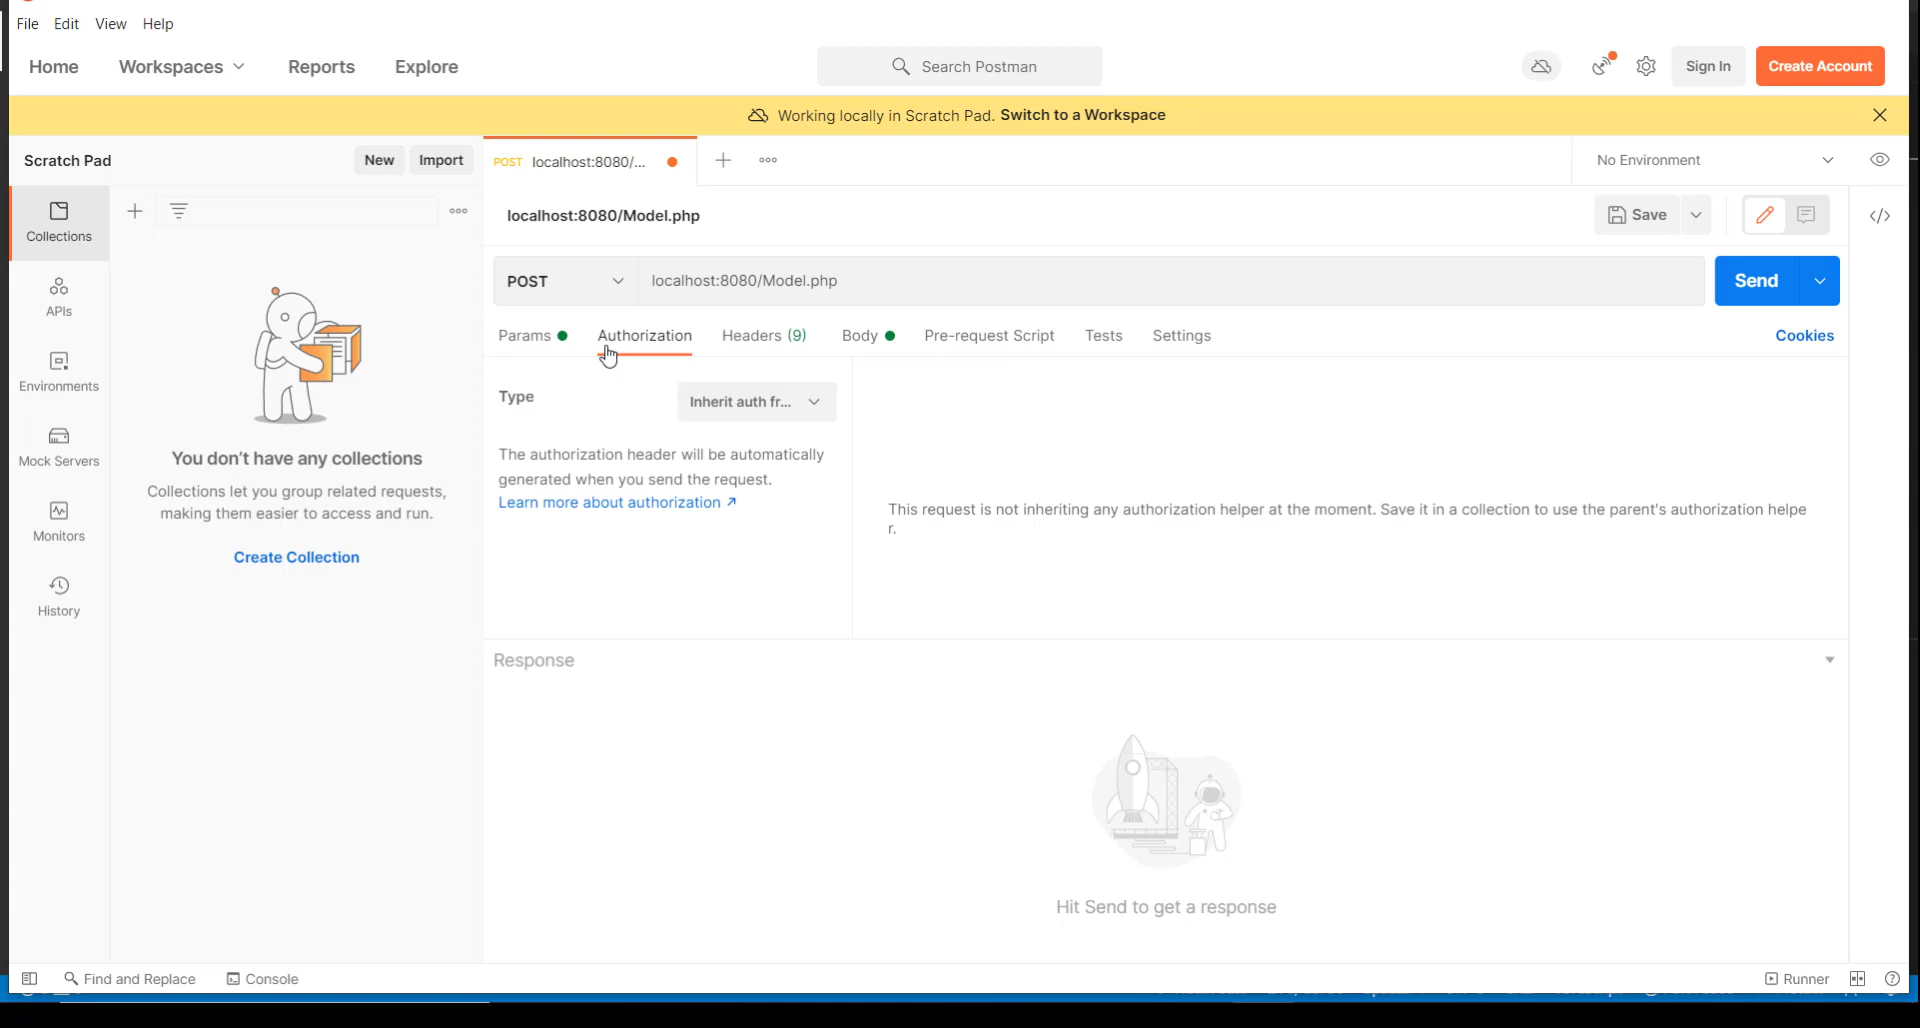 File Edit View Help
Home Workspaces Reports Explore Search Postman Sign In Create Account
Working locally in Scratch Pad. Switch to a Workspace
Scratch Pad New Import POST localhost:8080/... No Environment
localhost:8080/Model.php Save
Collections
POST localhost:8080/Model.php Send
APIs
Params Authorization Headers (9) Body Pre-request Script Tests Settings Cookies
Environments
Type Inherit auth fr...
Mock Servers
The authorization header will be automatically
generated when you send the request.
Learn more about authorization
You don't have any collections
Collections let you group related requests,
making them easier to access and run.
Create Collection
This request is not inheriting any authorization helper at the moment. Save it in a collection to use the parent's authorization helpe
r.
Monitors
History
Response
Hit Send to get a response
Find and Replace Console Runner